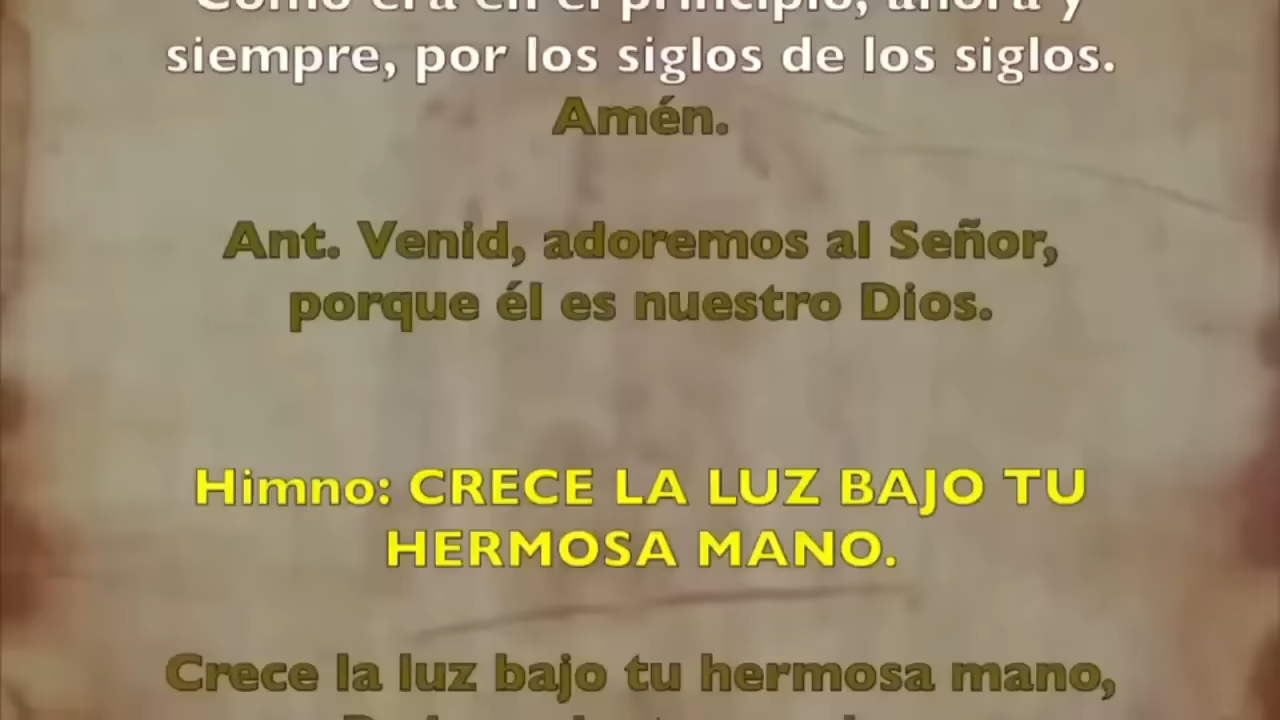 Como era en el principio, ahora y
siempre, por los siglos de los siglos.
Amén.
Ant. Venid, adoremos al Señor,
porque él es nuestro Dios.
Himno: CRECE LA LUZ BAJO TU
HERMOSA MANO.
Crece la luz bajo tu hermosa mano,